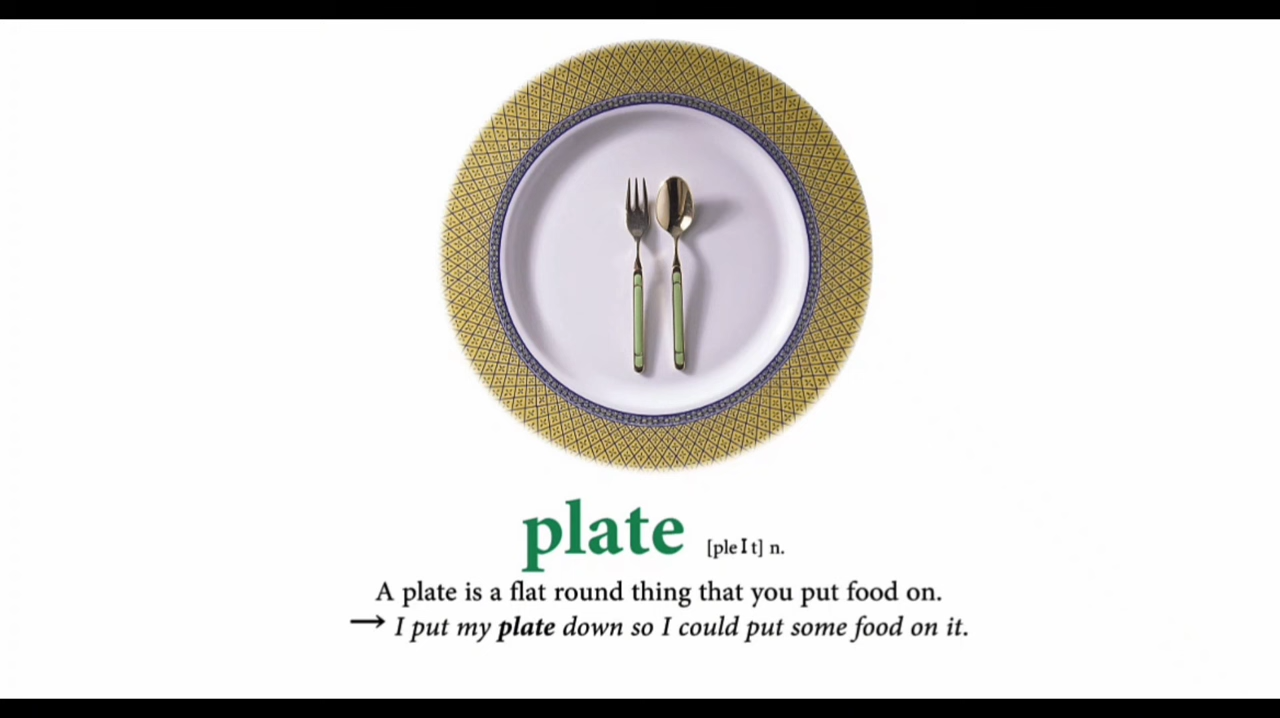 plate [pleIt] n.
A plate is a flat round thing that you put food on.
→ I put my plate down so I could put some food on it.